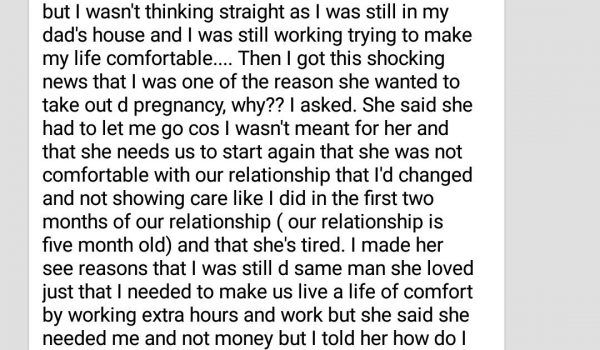 but I wasn't thinking straight as I was still in my
dad's house and I was still working trying to make
my life comfortable.... Then I got this shocking
news that I was one of the reason she wanted to
take out d pregnancy, why?? I asked. She said she
had to let me go cos I wasn't meant for her and
that she needs us to start again that she was not
comfortable with our relationship that I'd changed
and not showing care like I did in the first two
months of our relationship ( our relationship is
five month old) and that she's tired. I made her
see reasons that I was still d same man she loved
just that I needed to make us live a life of comfort
by working extra hours and work but she said she
needed me and not money but I told her how do I